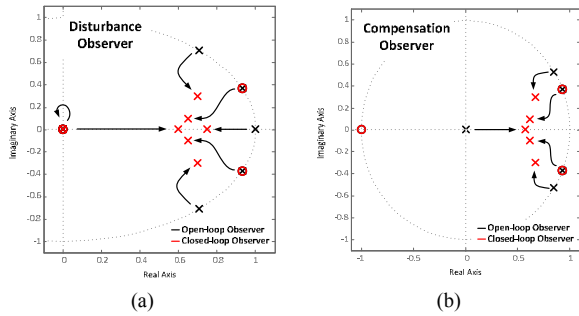 Disturbance
Observer
1
0.8
0.6
0.4
0.2
0
-0.2
-0.4
-0.6
-0.8
-1
Imaginary Axis
0
0.2
0.4
0.6
0.8
1
Real Axis
Open-loop Observer
Closed-loop Observer
(a)
Compensation
Observer
1
0.8
0.6
0.4
0.2
0
-0.2
-0.4
-0.6
-0.8
-1
Imaginary Axis
-1
-0.5
0
0.5
1
Real Axis
Open-loop Observer
Closed-loop Observer
(b)